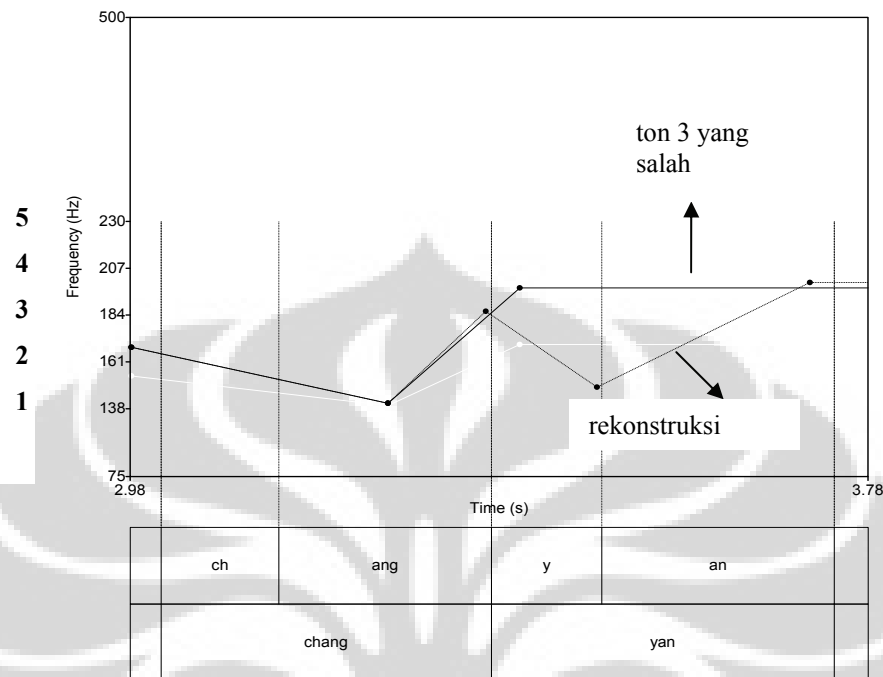 500
ton 3 yang
salah
5
230
4
207
Frequency (Hz)
3
184
2
161
1
138
rekonstruksi
75
2.98
3.78
Time (s)
ch ang y an
chang yan